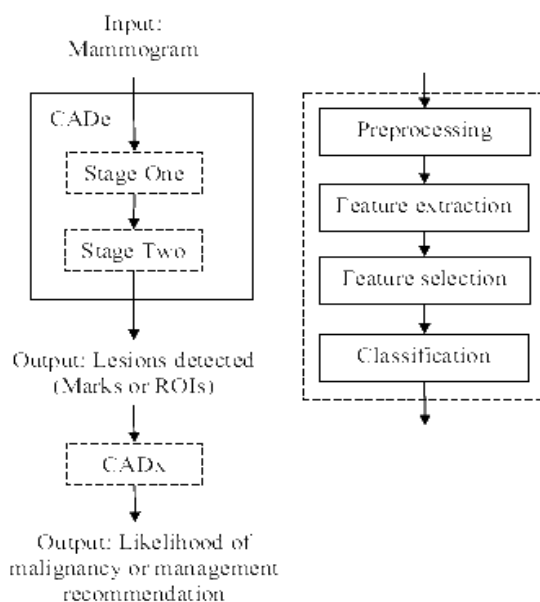 Input:
Mammogram
CADe
Stage One
Stage Two
Output: Lesions detected
(Marks or ROIs)
CADx
Output: Likelihood of
malignancy or management
recommendation
Preprocessing
Feature extraction
Feature selection
Classification